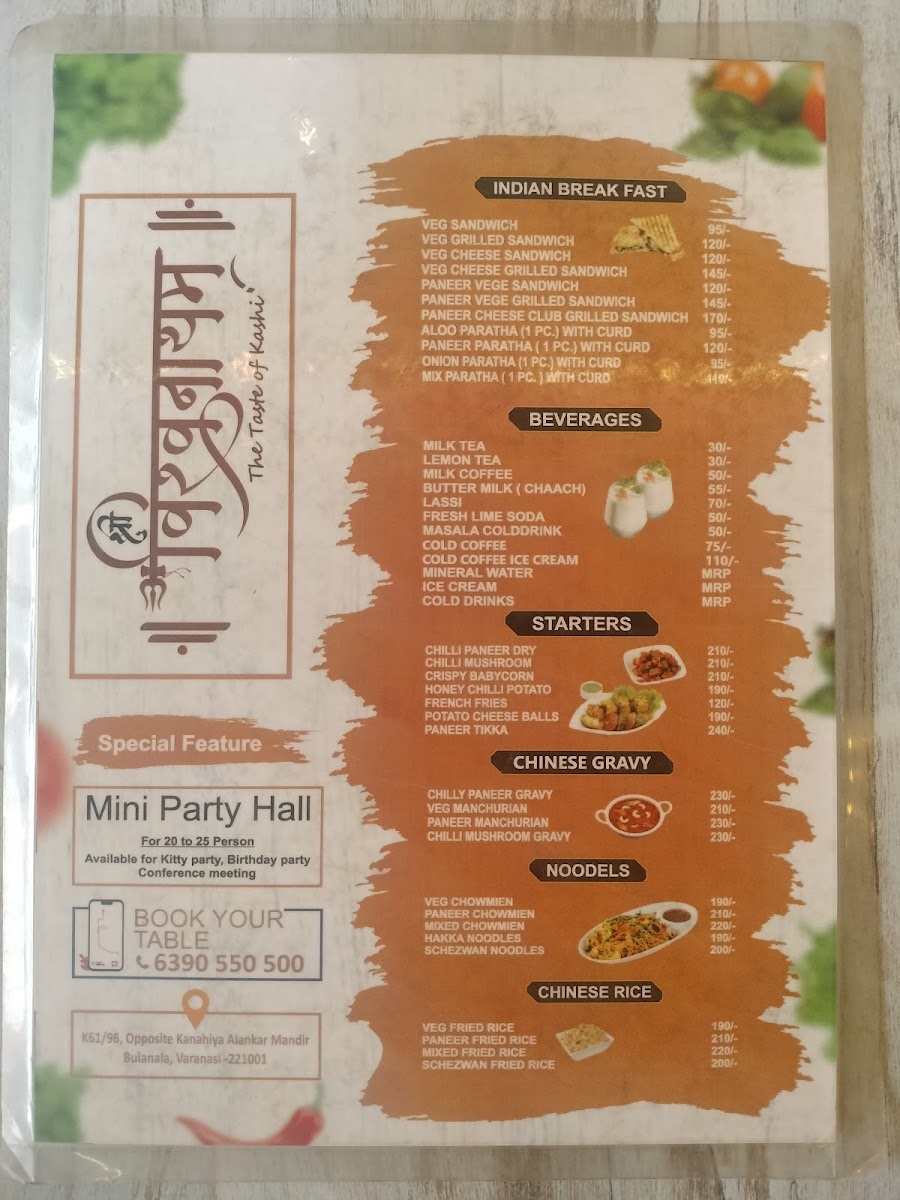 श्री
विश्वनाथम्
The Taste of Kashi
Special Feature
Mini Party Hall
For 20 to 25 Person
Available for Kitty party, Birthday party
Conference meeting
BOOK YOUR
TABLE
6390 550 500
K61/96, Opposite Kanahiya Alankar Mandir
Bulanala, Varanasi -221001
INDIAN BREAK FAST
VEG SANDWICH 95/-
VEG GRILLED SANDWICH 120/-
VEG CHEESE SANDWICH 120/-
VEG CHEESE GRILLED SANDWICH 145/-
PANEER VEGE SANDWICH 120/-
PANEER VEGE GRILLED SANDWICH 145/-
PANEER CHEESE CLUB GRILLED SANDWICH 170/-
ALOO PARATHA (1 PC.) WITH CURD 95/-
PANEER PARATHA ( 1 PC.) WITH CURD 120/-
ONION PARATHA (1 PC.) WITH CURD 95/-
MIX PARATHA ( 1 PC. ) WITH CURD 110/-
BEVERAGES
MILK TEA 30/-
LEMON TEA 30/-
MILK COFFEE 50/-
BUTTER MILK ( CHAACH) 55/-
LASSI 70/-
FRESH LIME SODA 50/-
MASALA COLDDRINK 50/-
COLD COFFEE 75/-
COLD COFFEE ICE CREAM 110/-
MINERAL WATER MRP
ICE CREAM MRP
COLD DRINKS MRP
STARTERS
CHILLI PANEER DRY 210/-
CHILLI MUSHROOM 210/-
CRISPY BABYCORN 210/-
HONEY CHILLI POTATO 190/-
FRENCH FRIES 120/-
POTATO CHEESE BALLS 190/-
PANEER TIKKA 240/-
CHINESE GRAVY
CHILLY PANEER GRAVY 230/-
VEG MANCHURIAN 210/-
PANEER MANCHURIAN 230/-
CHILLI MUSHROOM GRAVY 230/-
NOODELS
VEG CHOWMIEN 190/-
PANEER CHOWMIEN 210/-
MIXED CHOWMIEN 220/-
HAKKA NOODLES 190/-
SCHEZWAN NOODLES 200/-
CHINESE RICE
VEG FRIED RICE 190/-
PANEER FRIED RICE 210/-
MIXED FRIED RICE 220/-
SCHEZWAN FRIED RICE 200/-